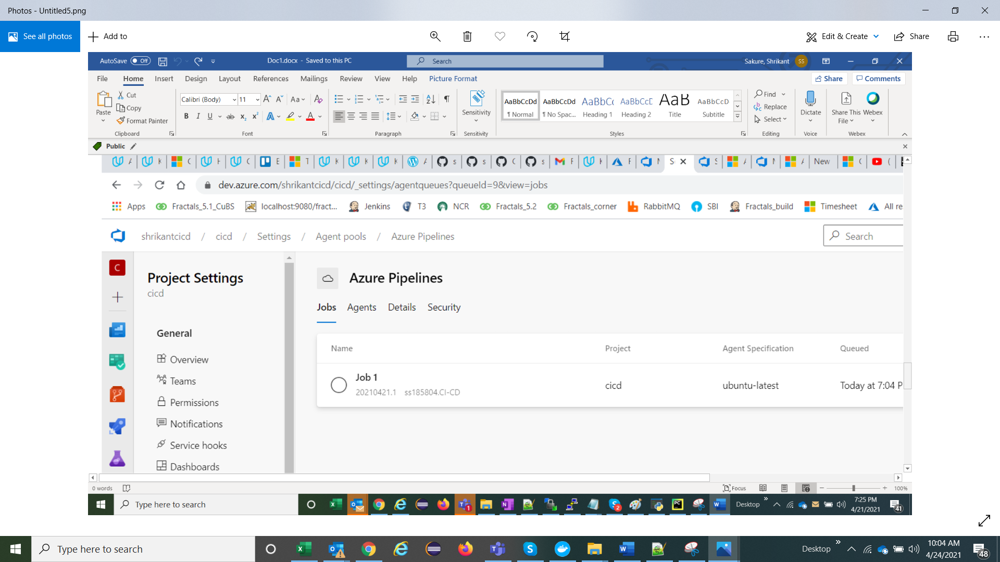 Photos - Untitled5.png
See all photos
Add to
Edit & Create
Share
AutoSave Off
Doc1.docx - Saved to this PC
Search
Sakure, Shrikant SS
File Home Insert Design Layout References Mailings Review View Help Picture Format
Share
Comments
Paste
Cut
Copy
Format Painter
Clipboard
Calibri (Body) 11
Aa
B I U ab x₂ x² A A
Font
Paragraph
Sensitivity
Sensitivity
AaBbCcDd AaBbCcDd AaBbC( AaBbCcE AaB AaBbCcD
¶ Normal ¶ No Spac... Heading 1 Heading 2 Title Subtitle
Styles
Find
Replace
Select
Editing
Dictate
Voice
Share This File
Webex
Webex
Public
New
dev.azure.com/shrikantcicd/cicd/_settings/agentqueues?queueId=9&view=jobs
Apps Fractals_5.1_CuBS localhost:9080/fract... Jenkins T3 NCR Fractals_5.2 Fractals_corner RabbitMQ SBI Fractals_build Timesheet All re
shrikantcicd / cicd / Settings / Agent pools / Azure Pipelines
Search
C
Project Settings
cicd
General
Overview
Teams
Permissions
Notifications
Service hooks
Dashboards
Azure Pipelines
Jobs Agents Details Security
Name Project Agent Specification Queued
Job 1
20210421.1 ss185804.CI-CD
cicd ubuntu-latest Today at 7:04 P
0 words
Focus
100%
Type here to search
Desktop
7:25 PM
4/21/2021
41
Type here to search
Desktop
10:04 AM
4/24/2021
48